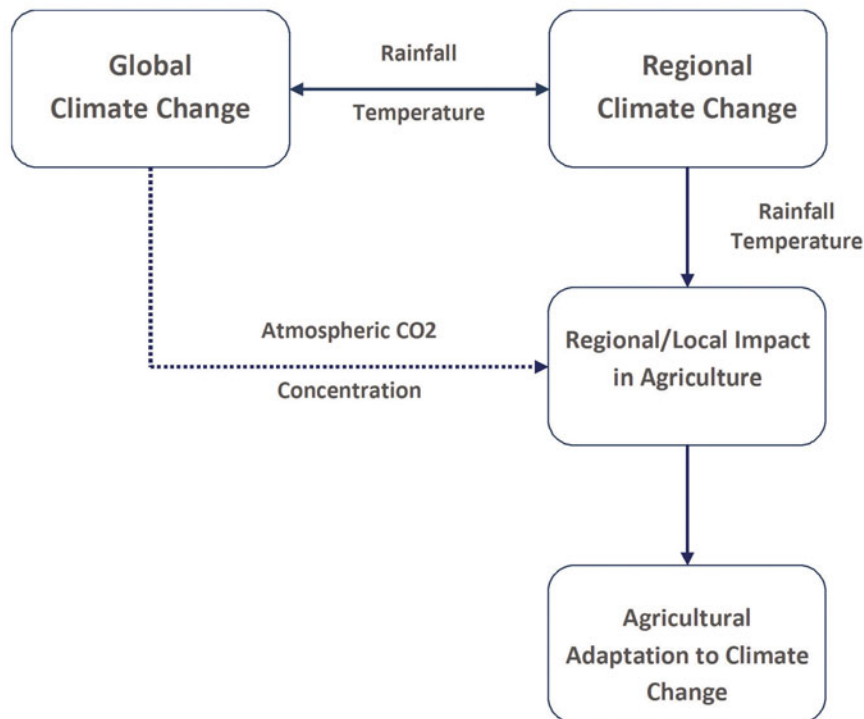 Global
Climate Change
Rainfall
Temperature
Regional
Climate Change
Rainfall
Temperature
Atmospheric CO2
Concentration
Regional/Local Impact
in Agriculture
Agricultural
Adaptation to Climate
Change